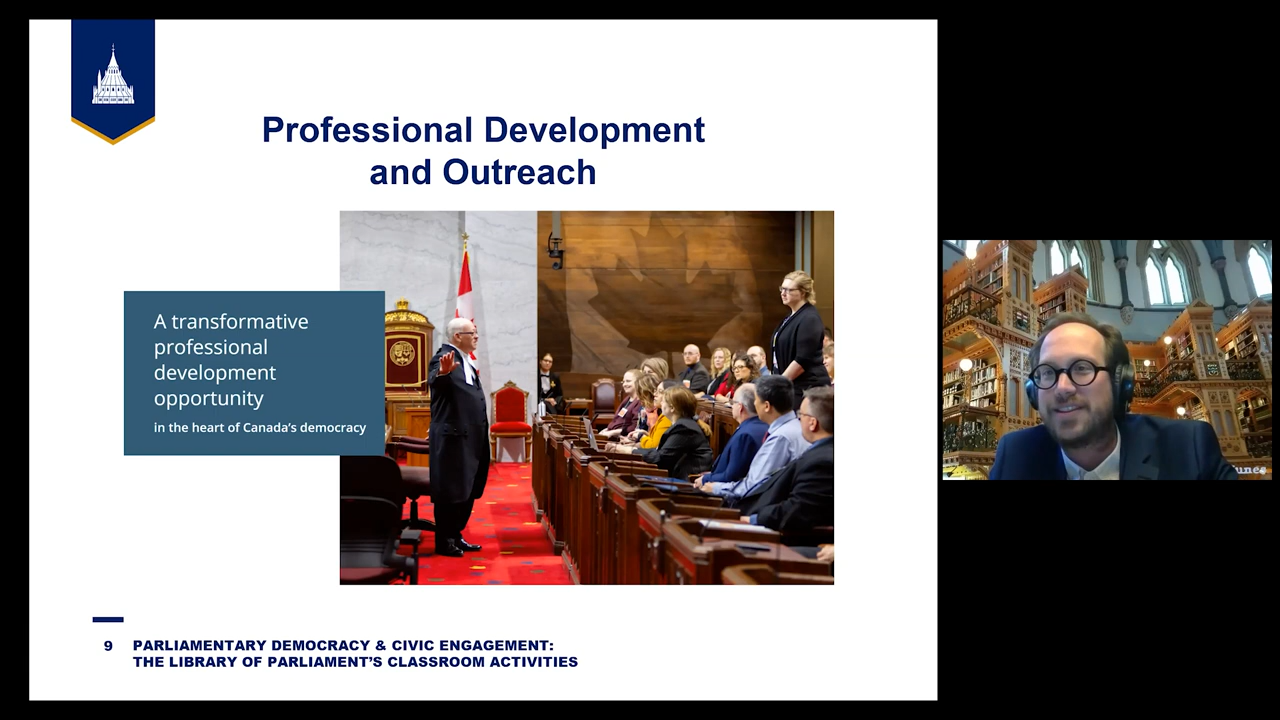 Professional Development
and Outreach
A transformative
professional
development
opportunity
in the heart of Canada's democracy
9 PARLIAMENTARY DEMOCRACY & CIVIC ENGAGEMENT:
THE LIBRARY OF PARLIAMENT'S CLASSROOM ACTIVITIES